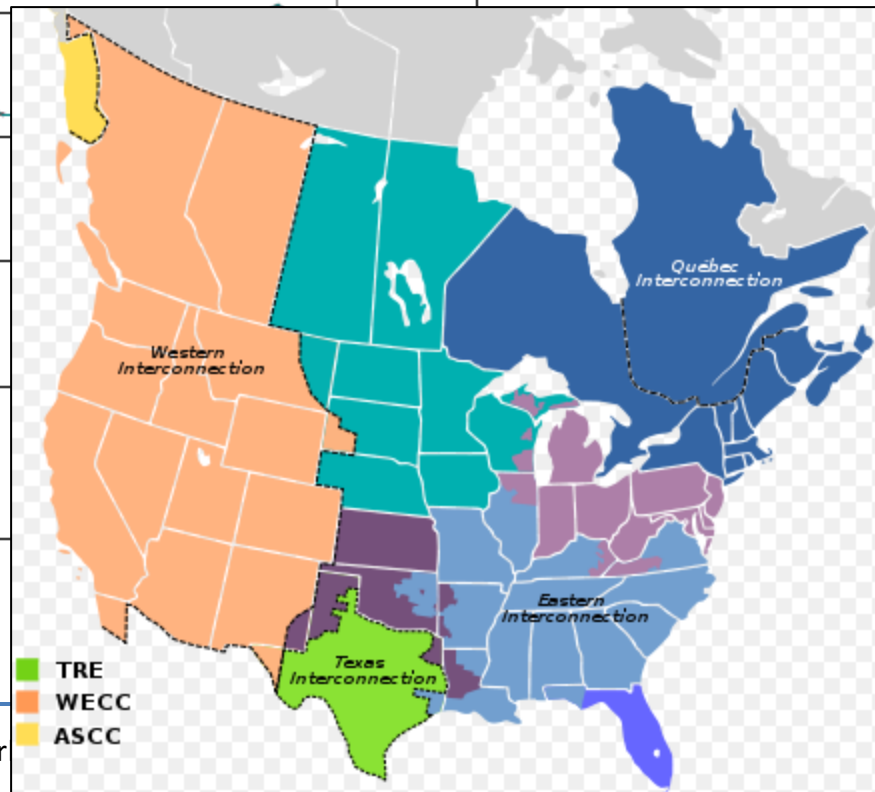 Québec
Interconnection
Western
Interconnection
Eastern
Interconnection
Texas
Interconnection
TRE
WECC
ASCC
r